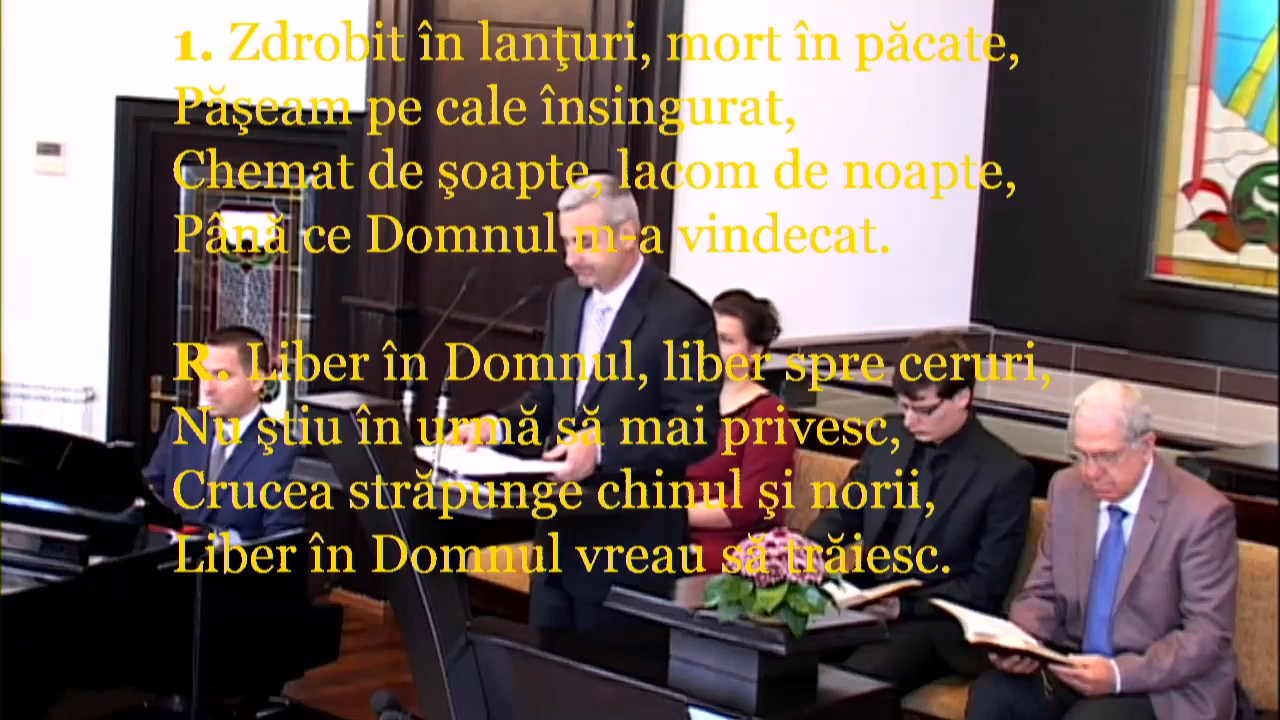 1. Zdrobit în lanţuri, mort în păcate,
Păşeam pe cale însingurat,
Chemat de şoapte, lacom de noapte,
Până ce Domnul m-a vindecat.
R. Liber în Domnul, liber spre ceruri,
Nu ştiu în urmă să mai privesc,
Crucea străpunge chinul şi norii,
Liber în Domnul vreau să trăiesc.